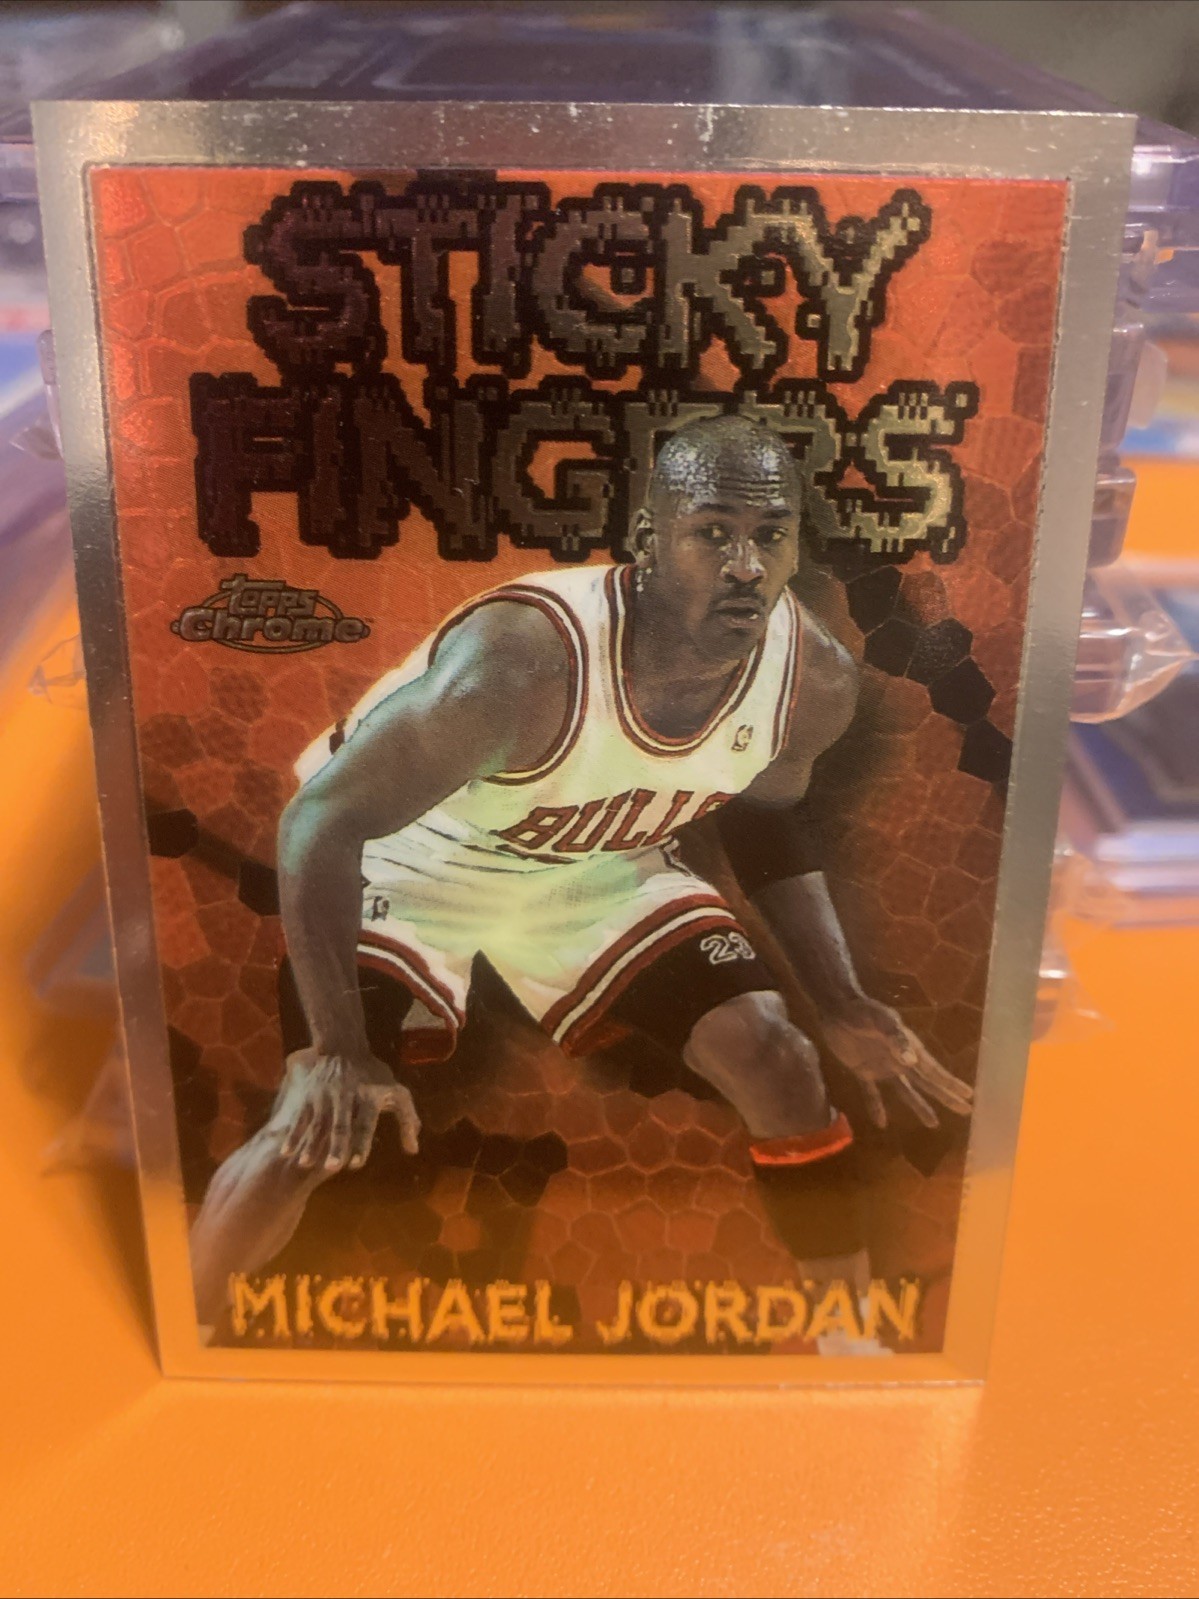 STICKY
FINGERS
Topps
Chrome
BULLS
23
MICHAEL JORDAN